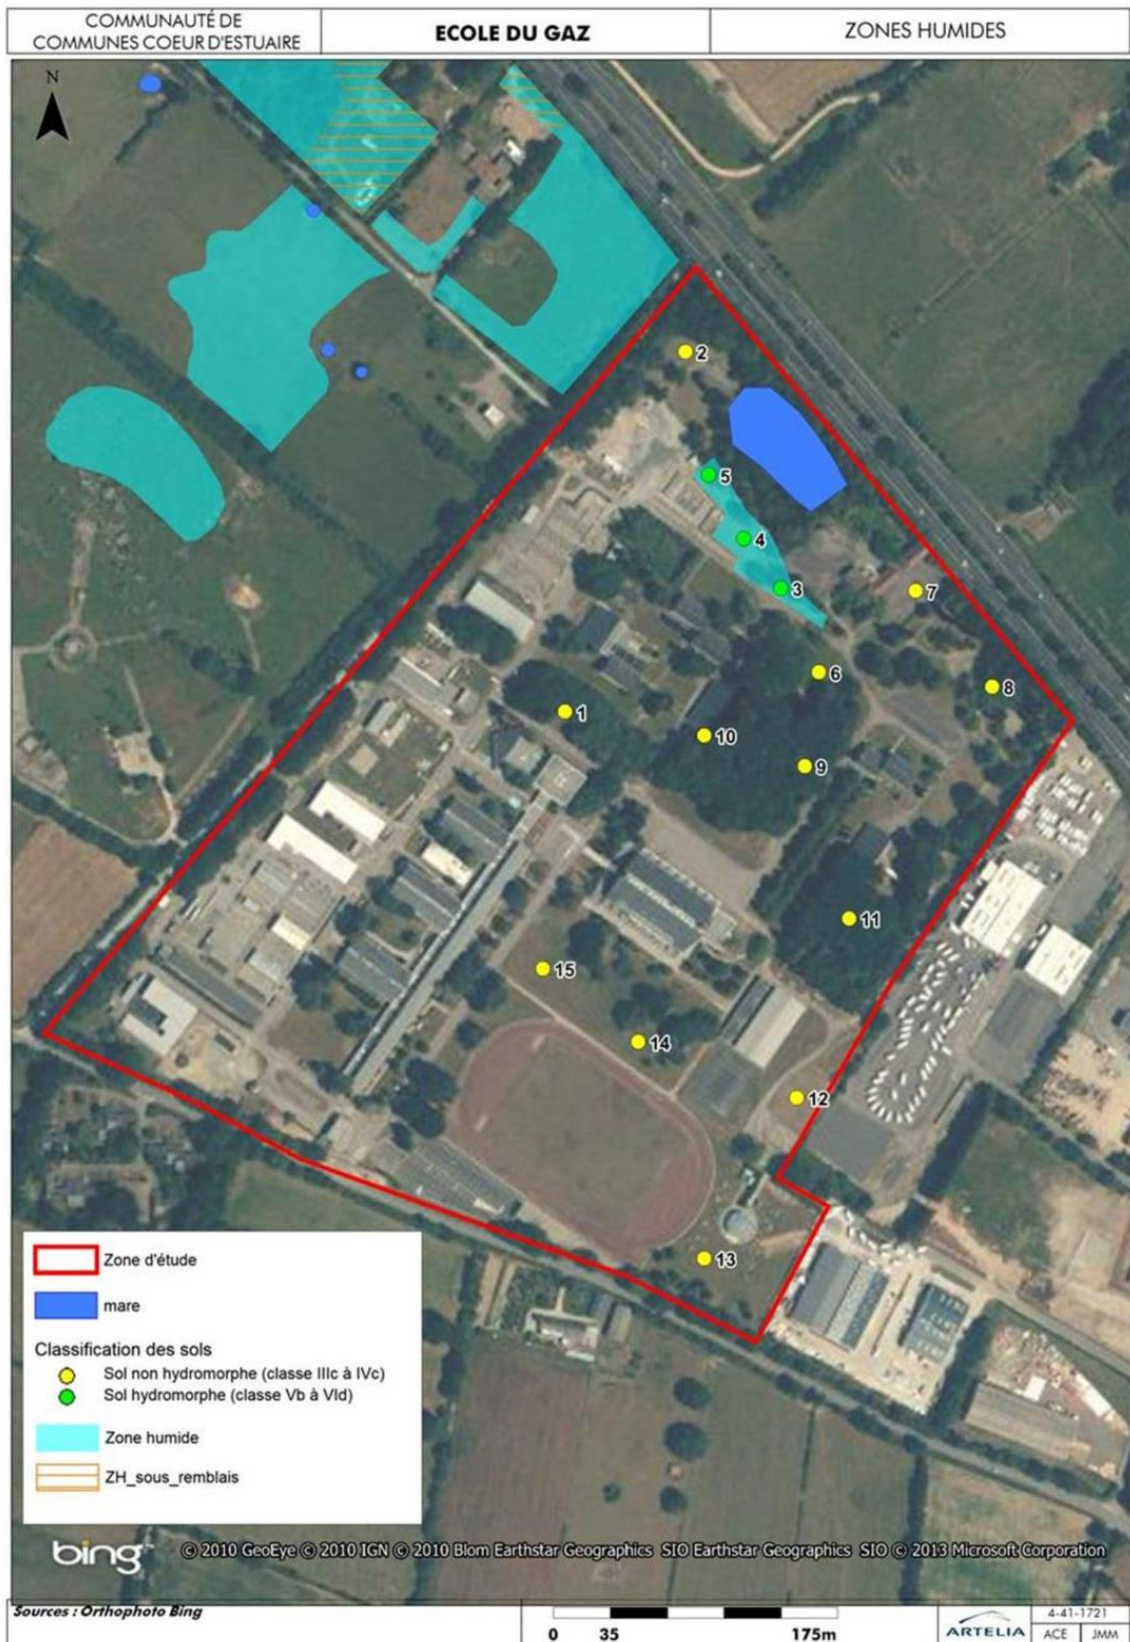 COMMUNAUTÉ DE
COMMUNES COEUR D'ESTUAIRE
ECOLE DU GAZ
ZONES HUMIDES
N
2
5
4
3
7
6
8
1
10
9
11
15
14
12
13
Zone d'étude
mare
Classification des sols
Sol non hydromorphe (classe IIIc à IVc)
Sol hydromorphe (classe Vb à VId)
Zone humide
ZH_sous_remblais
bing © 2010 GeoEye © 2010 IGN © 2010 Blom Earthstar Geographics SIO Earthstar Geographics SIO © 2013 Microsoft Corporation
Sources : Orthophoto Bing
0 35 175m
ARTELIA
4-41-1721
ACE JMM